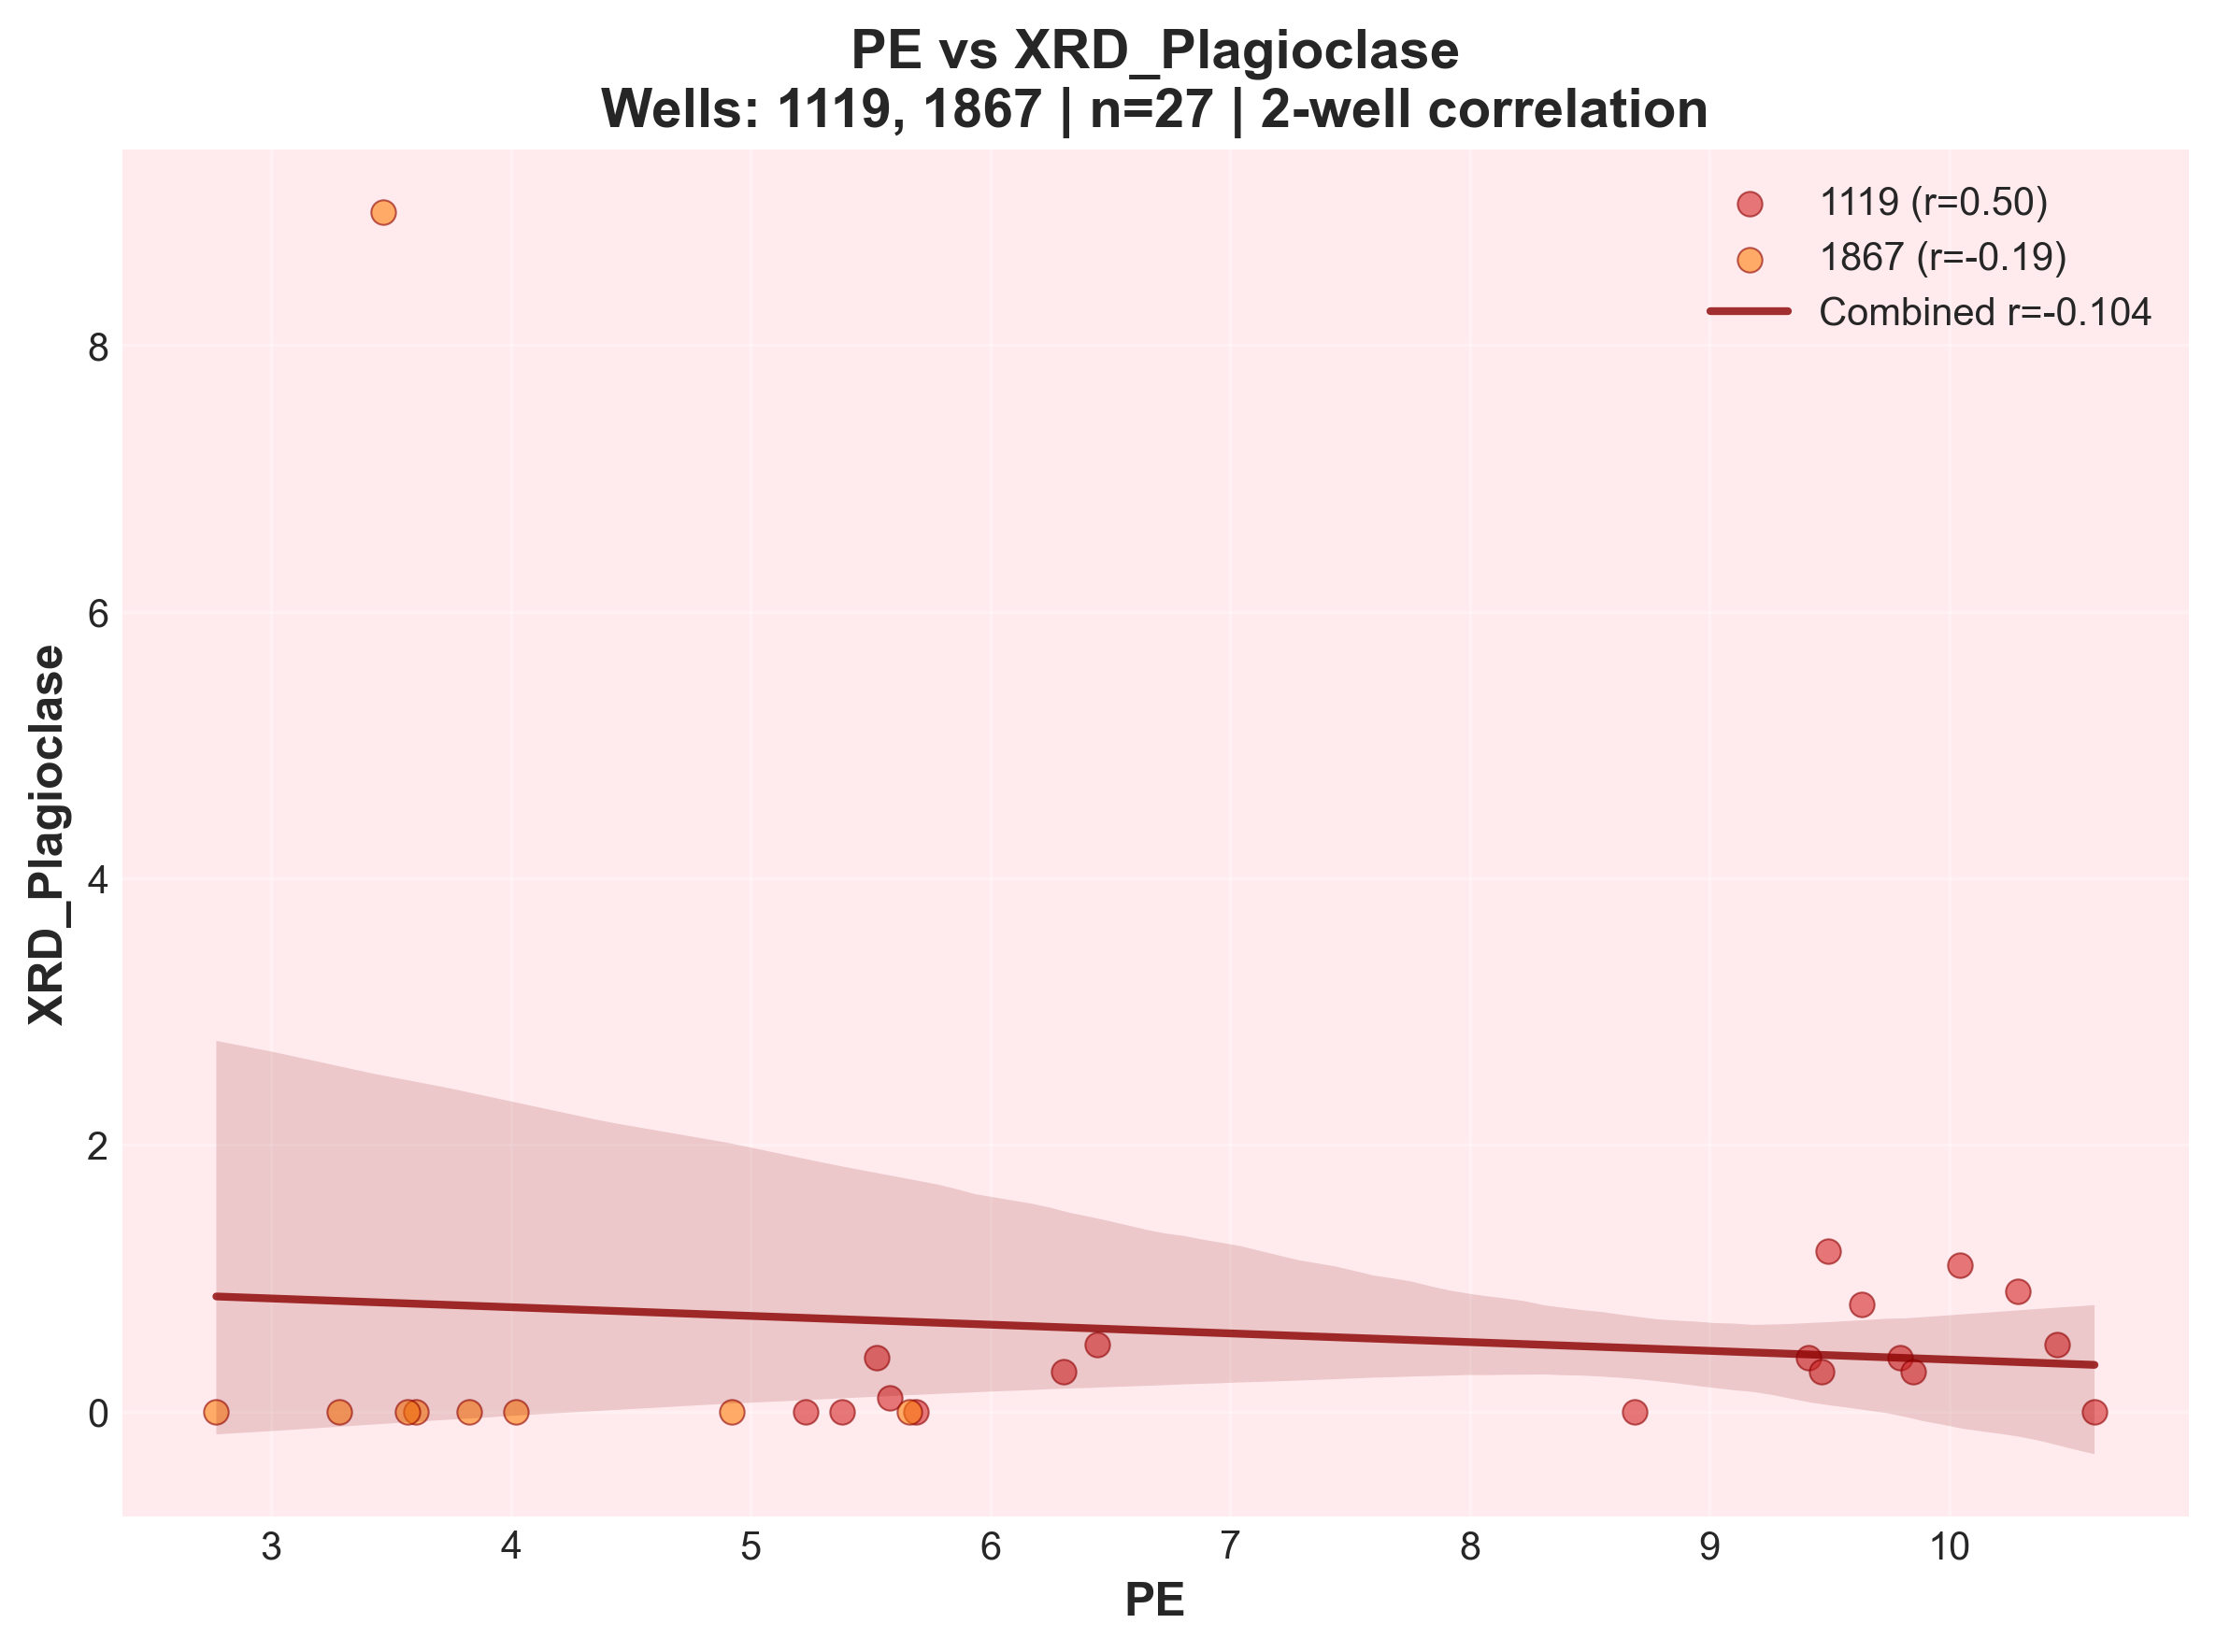 PE vs XRD_Plagioclase
Wells: 1119, 1867 | n=27 | 2-well correlation
1119 (r=0.50)
1867 (r=-0.19)
Combined r=-0.104
XRD_Plagioclase
8
6
4
2
0
3 4 5 6 7 8 9 10
PE